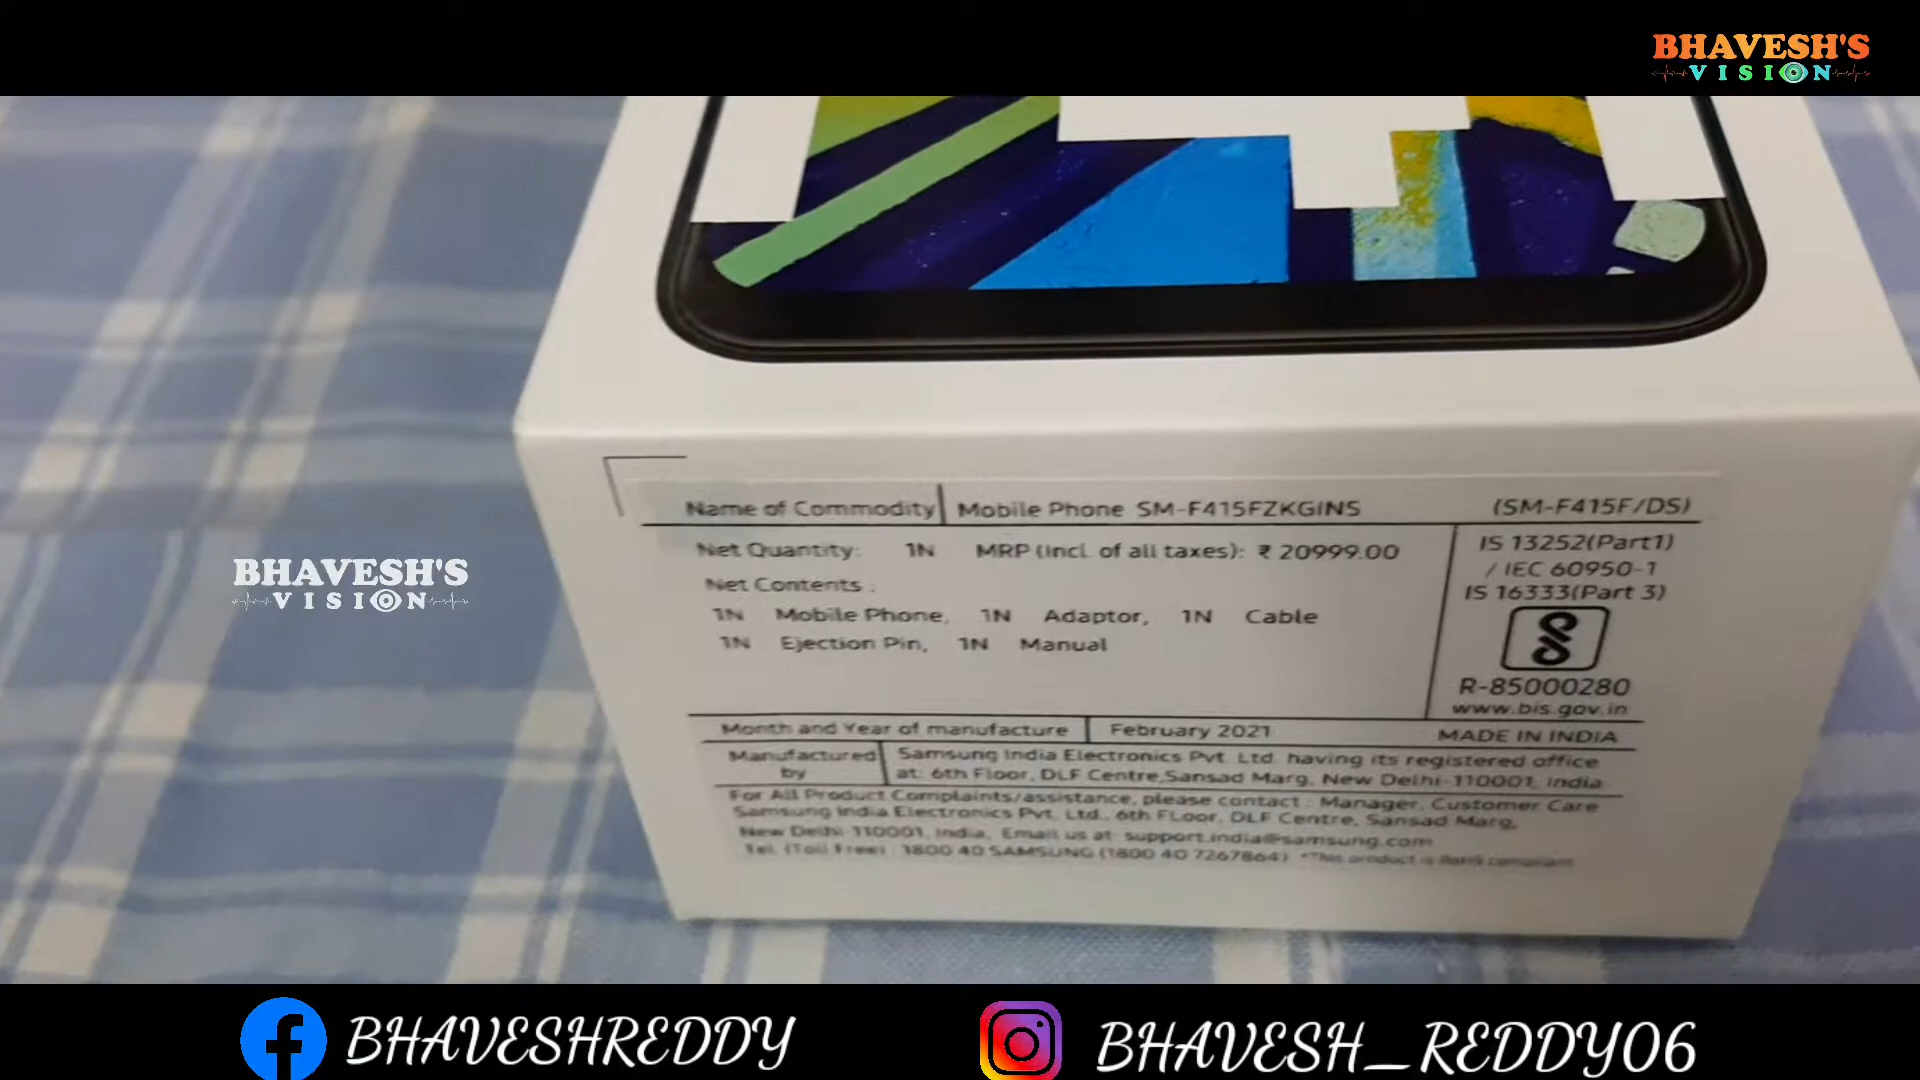 BHAVESH'S
VISION
Name of Commodity Mobile Phone SM-F415FZKGINS (SM-F415F/DS)
Net Quantity: 1N MRP (Incl. of all taxes): ₹ 20999.00
IS 13252(Part1)
/ IEC 60950-1
IS 16333(Part 3)
Net Contents :
1N Mobile Phone, 1N Adaptor, 1N Cable
1N Ejection Pin, 1N Manual
R-85000280
www.bis.gov.in
Month and Year of manufacture February 2021 MADE IN INDIA
Manufactured by Samsung India Electronics Pvt. Ltd. having its registered office
at: 6th Floor, DLF Centre,Sansad Marg, New Delhi-110001, India
For All Product Complaints/assistance, please contact : Manager, Customer Care
Samsung India Electronics Pvt. Ltd., 6th FLoor, DLF Centre, Sansad Marg,
New Delhi-110001, India, Email us at: support.india@samsung.com
Tel. (Toll Free) : 1800 40 SAMSUNG (1800 40 7267864) *This product is RoHS compliant
BHAVESH'S
VISION
BHAVESHREDDY
BHAVESH_REDDY06